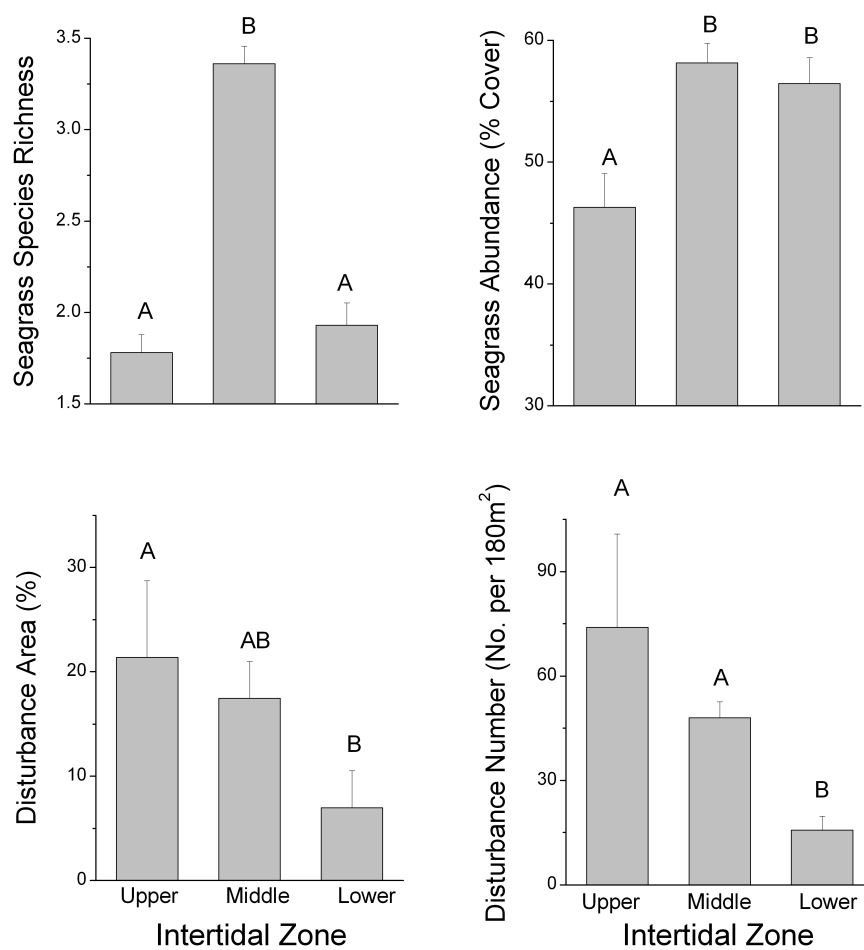 Seagrass Species Richness
3.5
3.0
2.5
2.0
1.5
A
B
A
Seagrass Abundance (% Cover)
60
50
40
30
A
B
B
Disturbance Area (%)
30
20
10
0
A
AB
B
Upper Middle Lower
Intertidal Zone
Disturbance Number (No. per 180m²)
90
60
30
0
A
A
B
Upper Middle Lower
Intertidal Zone